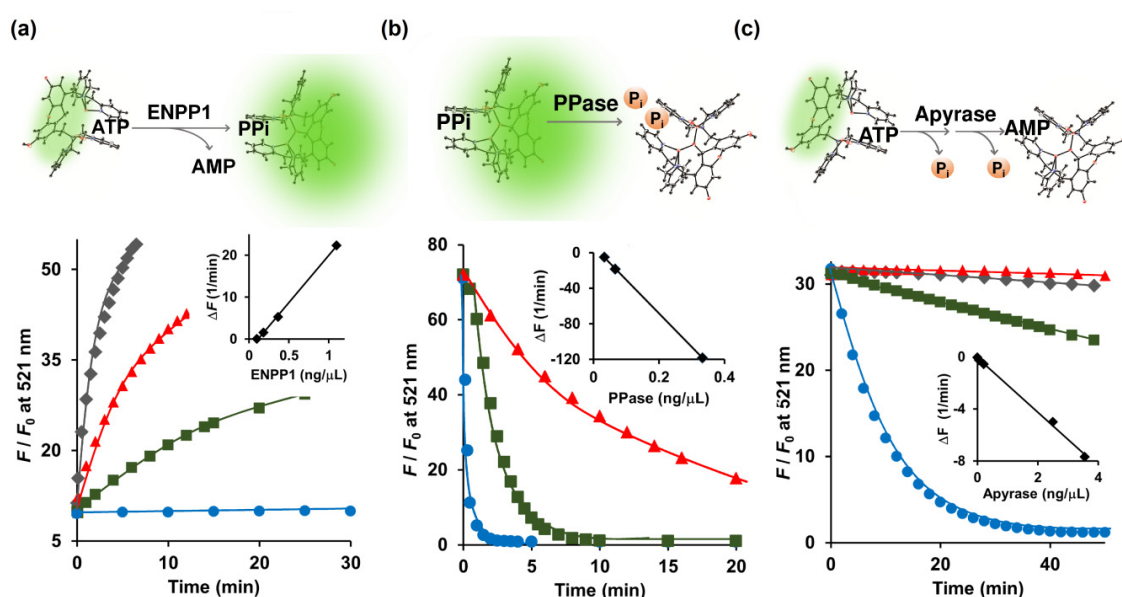 (a)
ENPP1
ATP
PPi
AMP
(b)
PPi
PPase
Pi
Pi
(c)
ATP
Apyrase
AMP
Pi
Pi
F / F0 at 521 nm
50
35
20
5
0
10
20
30
Time (min)
ΔF (1/min)
20
10
0
0
0.5
1
ENPP1 (ng/μL)
80
60
40
20
0
0
5
10
15
20
Time (min)
F / F0 at 521 nm
ΔF (1/min)
0
-40
-80
-120
0
0.2
0.4
PPase (ng/μL)
F / F0 at 521 nm
30
20
10
0
0
20
40
Time (min)
ΔF (1/min)
0
-4
-8
0
2
4
Apyrase (ng/μL)